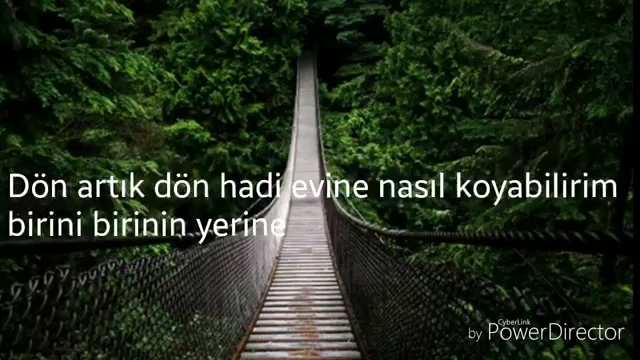 Dön artık dön hadi evine nasıl koyabilirim
birini birinin yerine
CyberLink
by PowerDirector